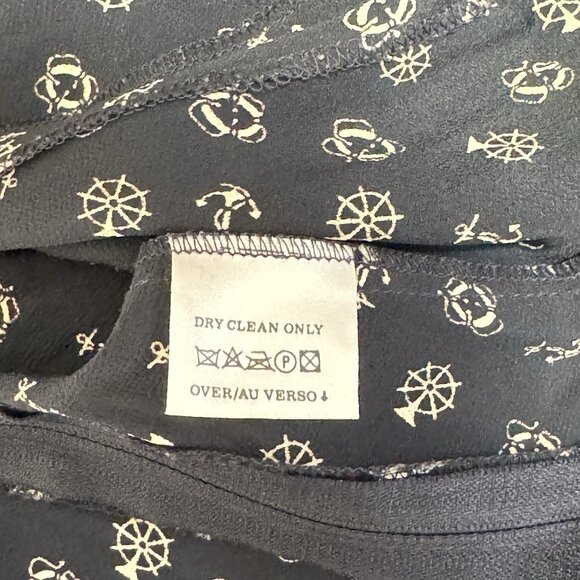 DRY CLEAN ONLY
P
OVER/AU VERSO ↓